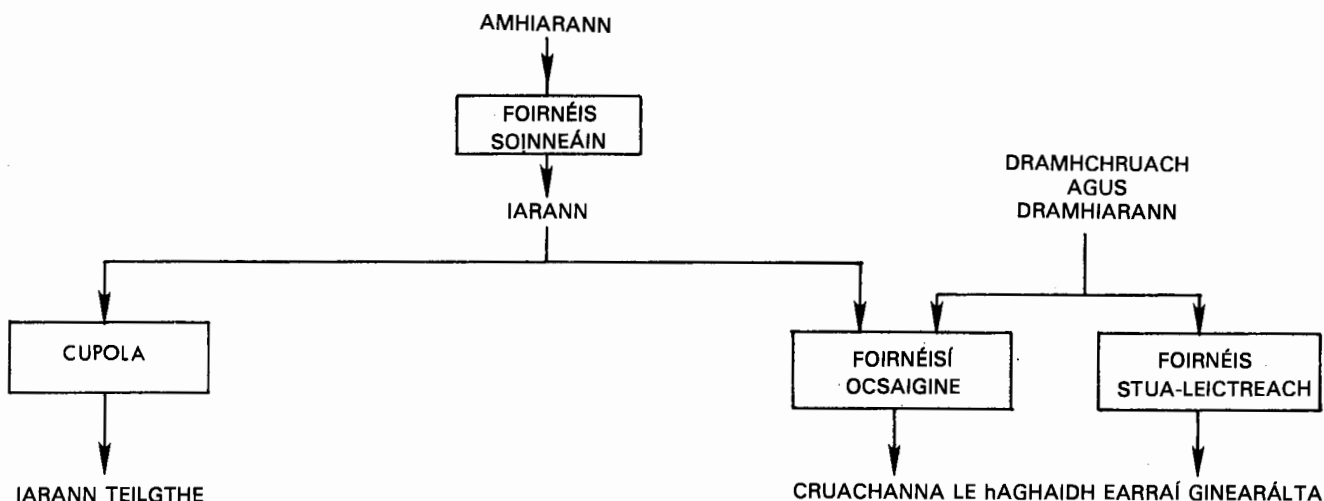 AMHIARANN
FOIRNÉIS
SOINNEÁIN
IARANN
DRAMHCHRUACH
AGUS
DRAMHIARANN
CUPOLA
FOIRNÉISÍ
OCSAIGINE
FOIRNÉIS
STUA-LEICTREACH
IARANN TEILGTHE
CRUACHANNA LE hAGHAIDH EARRAÍ GINEARÁLTA